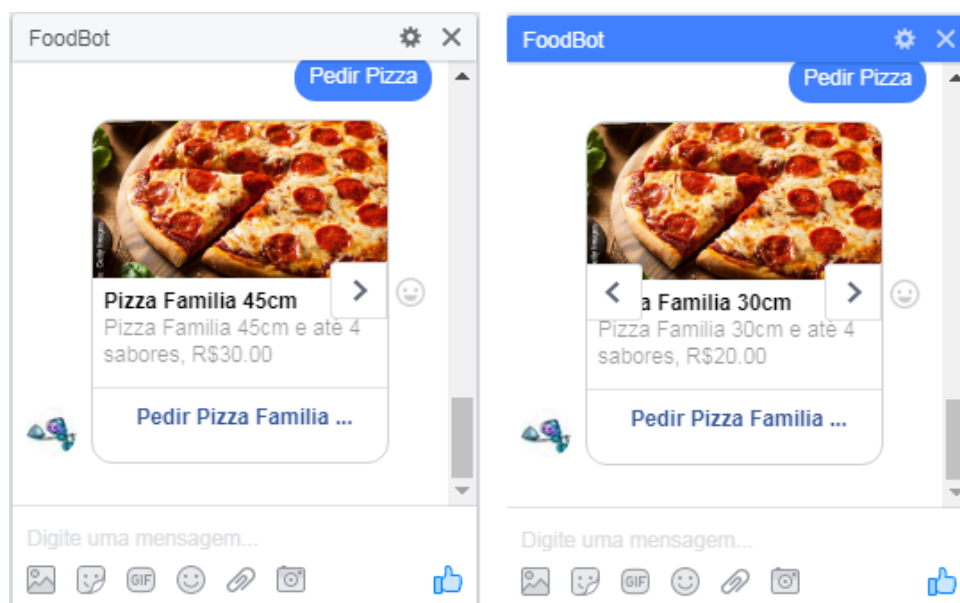 FoodBot
Pedir Pizza
Pizza Familia 45cm
Pizza Familia 45cm e até 4
sabores, R$30.00
Pedir Pizza Familia ...
Digite uma mensagem...
GIF
FoodBot
Pedir Pizza
a Familia 30cm
Pizza Familia 30cm e até 4
sabores, R$20.00
Pedir Pizza Familia ...
Digite uma mensagem...
GIF